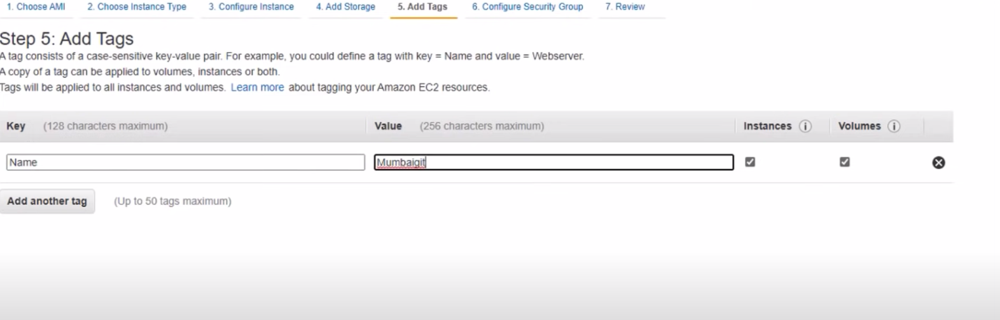 1. Choose AMI 2. Choose Instance Type 3. Configure Instance 4. Add Storage 5. Add Tags 6. Configure Security Group 7. Review
Step 5: Add Tags
A tag consists of a case-sensitive key-value pair. For example, you could define a tag with key = Name and value = Webserver.
A copy of a tag can be applied to volumes, instances or both.
Tags will be applied to all instances and volumes. Learn more about tagging your Amazon EC2 resources.
Key (128 characters maximum) Value (256 characters maximum) Instances i Volumes i
Name Mumbaigit
Add another tag (Up to 50 tags maximum)